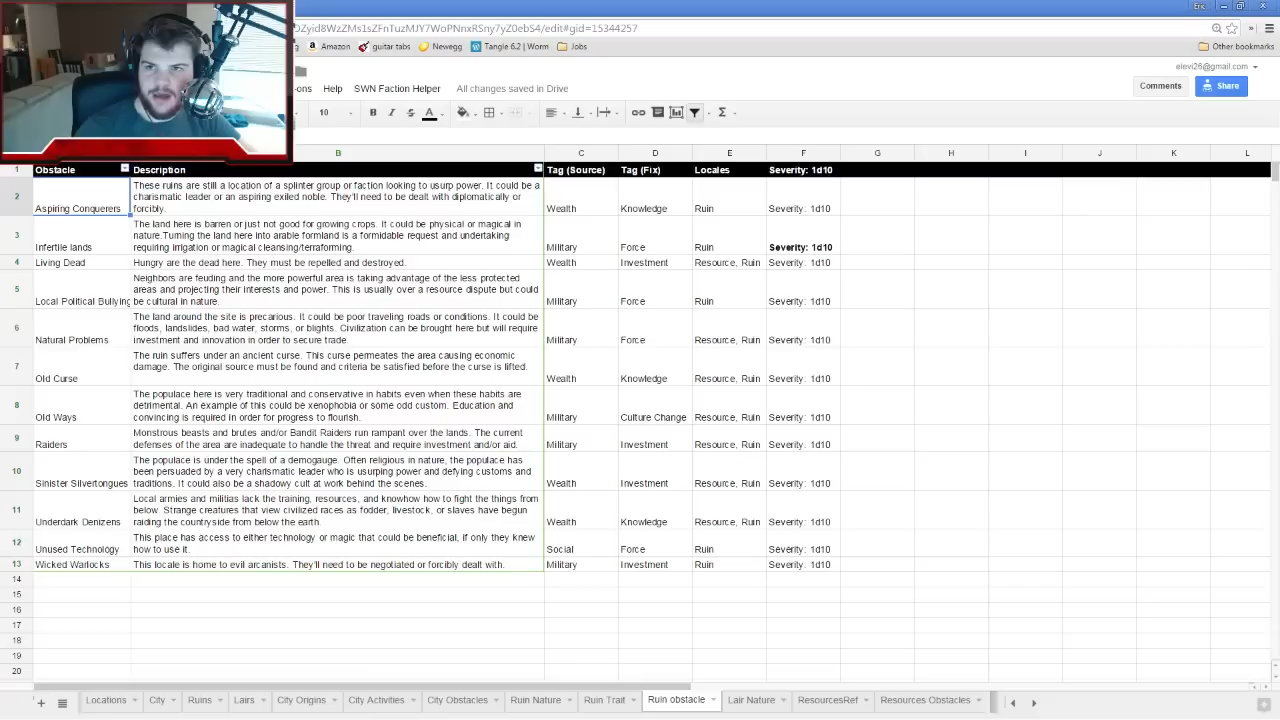 Eric
DZyid8WzZMs1sZFnTuzMJY7WoPNnxRSny7yZ0ebS4/edit#gid=15344257
Amazon guitar tabs Newegg Tangle 6.2 | Worm Jobs Other bookmarks
elevi26@gmail.com
-ons Help SWN Faction Helper All changes saved in Drive Comments Share
10 B I A Σ
B C D E F G H I J K L
1 Obstacle Description Tag (Source) Tag (Fix) Locales Severity: 1d10
These ruins are still a location of a splinter group or faction looking to usurp power. It could be a
2 charismatic leader or an aspiring exiled noble. They'll need to be dealt with diplomatically or
Aspiring Conquerers forcibly. Wealth Knowledge Ruin Severity: 1d10
The land here is barren or just not good for growing crops. It could be physical or magical in
3 nature.Turning the land here into arable formland is a formidable request and undertaking
Infertile lands requiring irrigation or magical cleansing/terraforming. Military Force Ruin Severity: 1d10
4 Living Dead Hungry are the dead here. They must be repelled and destroyed. Wealth Investment Resource, Ruin Severity: 1d10
Neighbors are feuding and the more powerful area is taking advantage of the less protected
5 areas and projecting their interests and power. This is usually over a resource dispute but could
Local Political Bullying be cultural in nature. Military Force Ruin Severity: 1d10
The land around the site is precarious. It could be poor traveling roads or conditions. It could be
6 floods, landslides, bad water, storms, or blights. Civilization can be brought here but will require
Natural Problems investment and innovation in order to secure trade. Military Force Resource, Ruin Severity: 1d10
The ruin suffers under an ancient curse. This curse permeates the area causing economic
7 damage. The original source must be found and criteria be satisfied before the curse is lifted.
Old Curse Wealth Knowledge Resource, Ruin Severity: 1d10
The populace here is very traditional and conservative in habits even when these habits are
8 detrimental. An example of this could be xenophobia or some odd custom. Education and
Old Ways convincing is required in order for progress to flourish. Military Culture Change Resource, Ruin Severity: 1d10
9 Monstrous beasts and brutes and/or Bandit Raiders run rampant over the lands. The current
Raiders defenses of the area are inadequate to handle the threat and require investment and/or aid. Military Investment Resource, Ruin Severity: 1d10
The populace is under the spell of a demogauge. Often religious in nature, the populace has
10 been persuaded by a very charismatic leader who is usurping power and defying customs and
Sinister Silvertongues traditions. It could also be a shadowy cult at work behind the scenes. Wealth Investment Resource, Ruin Severity: 1d10
Local armies and militias lack the training, resources, and knowhow how to fight the things from
11 below. Strange creatures that view civilized races as fodder, livestock, or slaves have begun
Underdark Denizens raiding the countryside from below the earth. Wealth Knowledge Resource, Ruin Severity: 1d10
12 This place has access to either technology or magic that could be beneficial, if only they knew
Unused Technology how to use it. Social Force Ruin Severity: 1d10
13 Wicked Warlocks This locale is home to evil arcanists. They'll need to be negotiated or forcibly dealt with. Military Investment Ruin Severity: 1d10
14
15
16
17
18
19
20
+ Locations City Ruins Lairs City Origins City Activities City Obstacles Ruin Nature Ruin Trait Ruin obstacle Lair Nature ResourcesRef Resources Obstacles